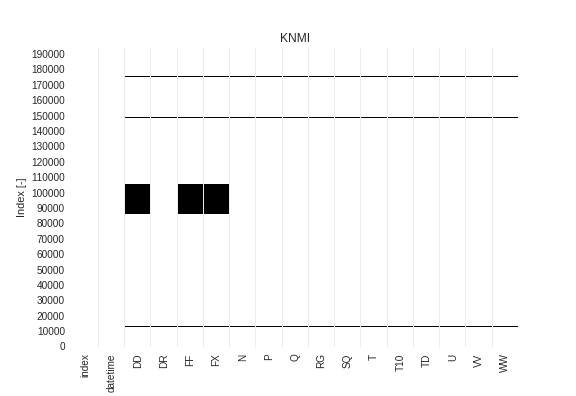 KNMI
190000
180000
170000
160000
150000
140000
130000
120000
110000
100000
90000
80000
70000
60000
50000
40000
30000
20000
10000
0
Index [-]
index
datetime
DD
DR
FF
FX
N
P
Q
RG
SQ
T
T10
TD
U
VV
WW